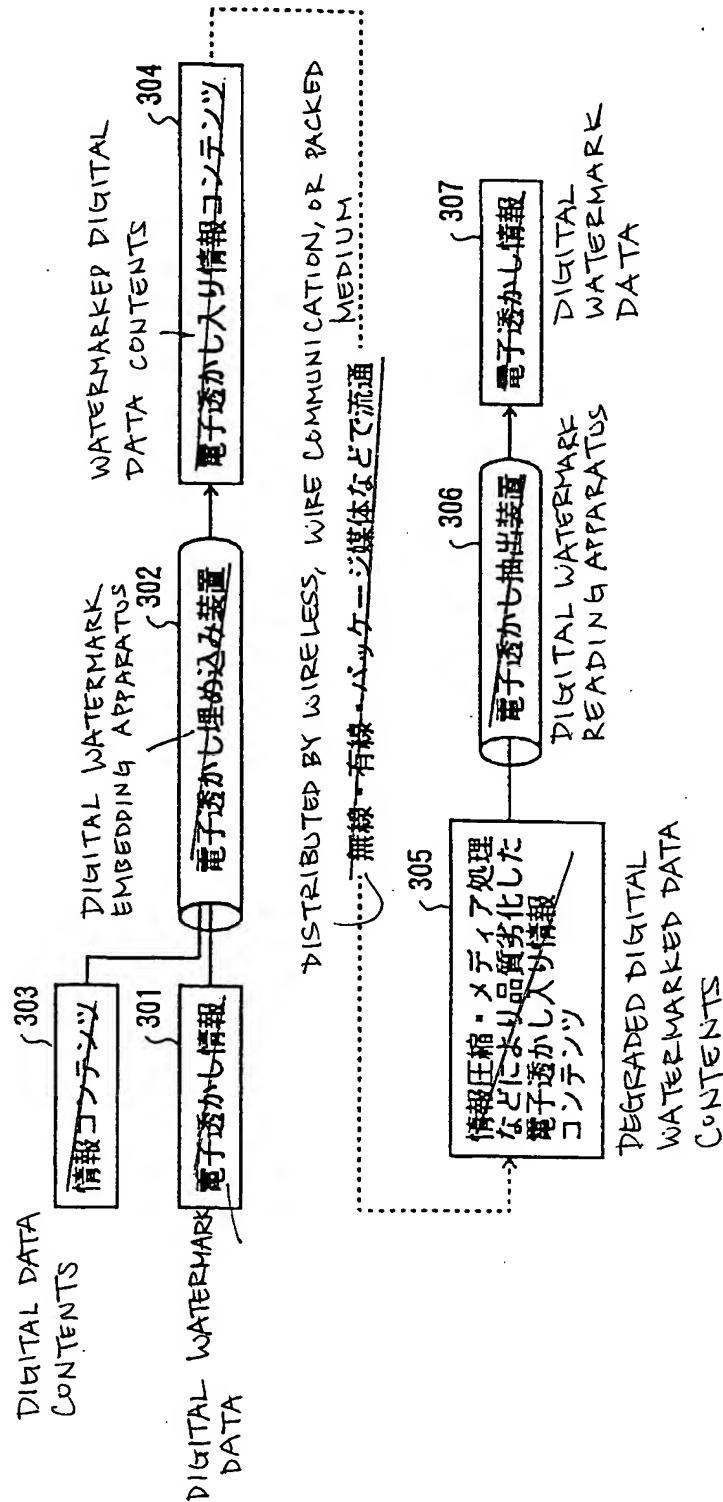 DIGITAL DATA
CONTENTS
303
情報コンテンツ
301
電子透かし情報
DIGITAL WATERMARK
DATA
DIGITAL WATERMARK
EMBEDDING APPARATUS
302
電子透かし埋め込み装置
WATERMARKED DIGITAL
DATA CONTENTS
304
電子透かし入り情報コンテンツ
DISTRIBUTED BY WIRELESS, WIRE COMMUNICATION, OR PACKED
MEDIUM
無線・有線・パッケージ媒体などで流通
305
情報圧縮・メディア処理
などにより品質劣化した
電子透かし入り情報
コンテンツ
DEGRADED DIGITAL
WATERMARKED DATA
CONTENTS
306
電子透かし抽出装置
DIGITAL WATERMARK
READING APPARATUS
307
電子透かし情報
DIGITAL
WATERMARK
DATA